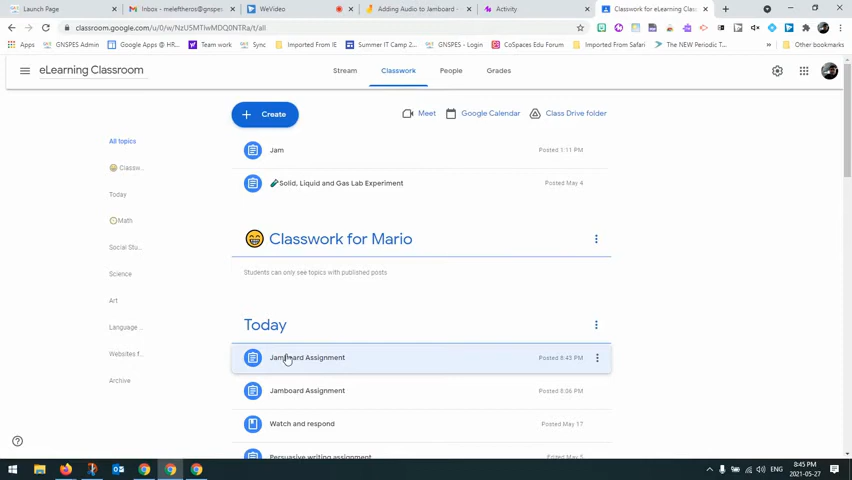 Launch Page
Inbox - meleftheros@gnspes
WeVideo
Adding Audio to Jamboard -
Activity
Classwork for eLearning Class
classroom.google.com/u/0/w/NzU5MTIwMDQ0NTRa/t/all
Apps
GNSPES Admin
Google Apps @ HR...
Team work
Imported From IE
Summer IT Camp 2...
GNSPES - Login
CoSpaces Edu Forum
Imported From Safari
The NEW Periodic T...
Other bookmarks
eLearning Classroom
Stream
Classwork
People
Grades
Create
Meet
Google Calendar
Class Drive folder
All topics
Classw...
Today
Math
Social Stu...
Science
Art
Language ...
Websites f...
Archive
Jam
Posted 1:11 PM
Solid, Liquid and Gas Lab Experiment
Posted May 4
Classwork for Mario
Students can only see topics with published posts
Today
Jamboard Assignment
Posted 8:43 PM
Jamboard Assignment
Posted 8:06 PM
Watch and respond
Posted May 17
Persuasive writing assignment
Edited May 5
ENG
8:45 PM
2021-05-27